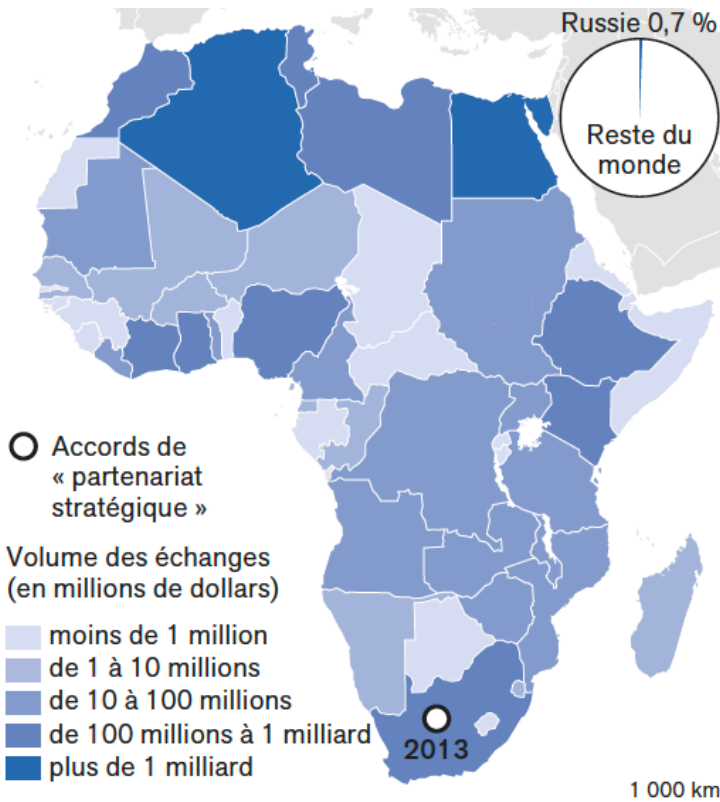 Russie 0,7 %
Reste du
monde
Accords de
« partenariat
stratégique »
Volume des échanges
(en millions de dollars)
moins de 1 million
de 1 à 10 millions
de 10 à 100 millions
de 100 millions à 1 milliard
plus de 1 milliard
2013
1 000 km